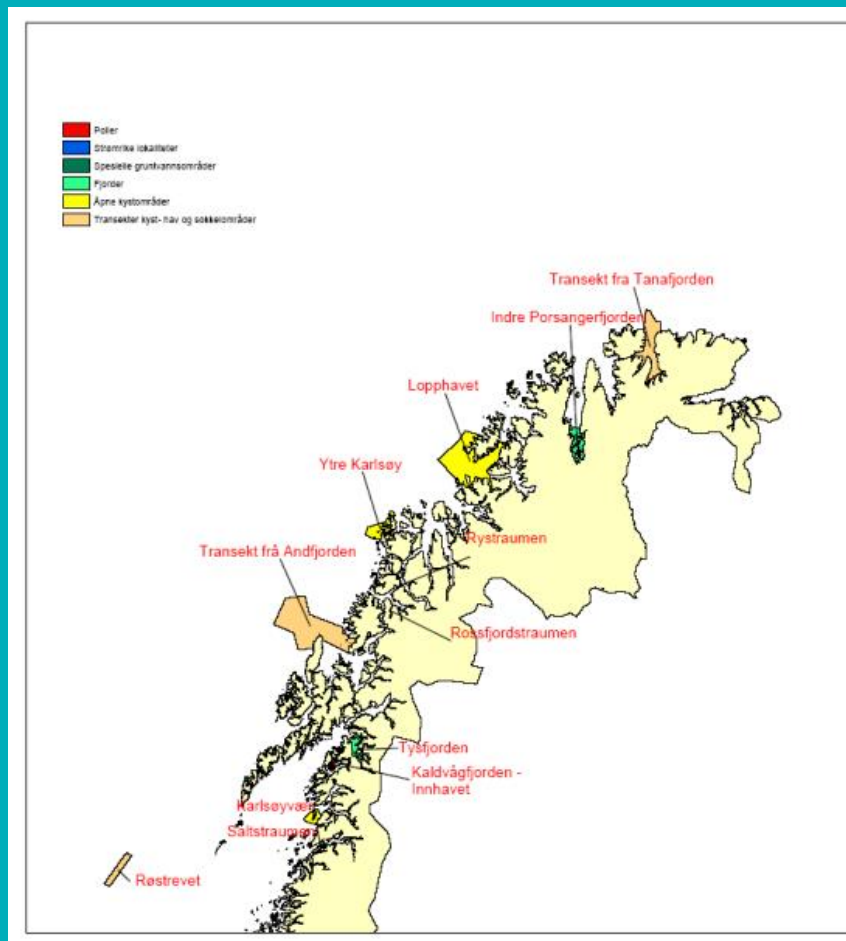 Poller
Strømrike lokaliteter
Spesielle gruntvannsområder
Fjorder
Åpne kystområder
Transekter kyst- hav og sokkelområder
Transekt fra Tanafjorden
Indre Porsangerfjorden
Lopphavet
Ytre Karlsøy
Rystraumen
Transekt frå Andfjorden
Rossfjordstraumen
Tysfjorden
Kaldvågfjorden -
Innhavet
Karlsøyvær
Saltstraumen
Røstrevet